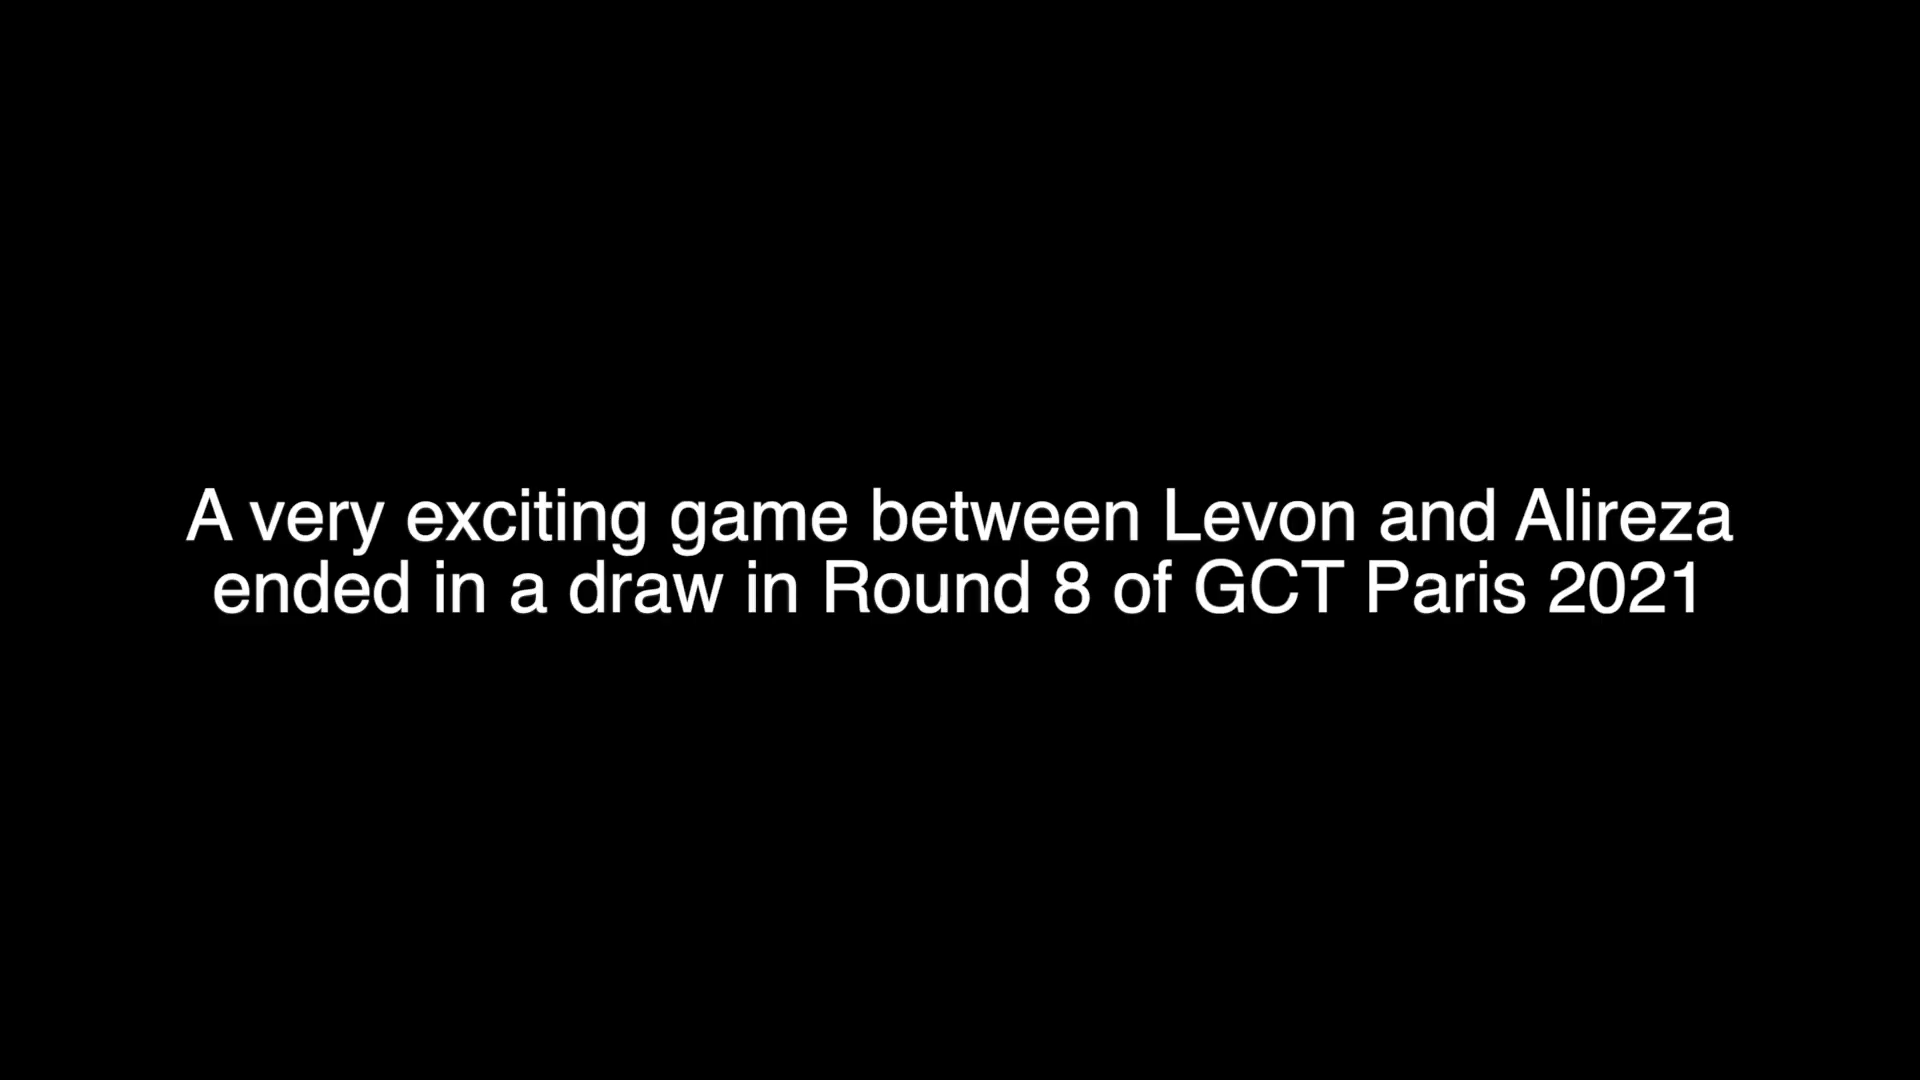 A very exciting game between Levon and Alireza
ended in a draw in Round 8 of GCT Paris 2021